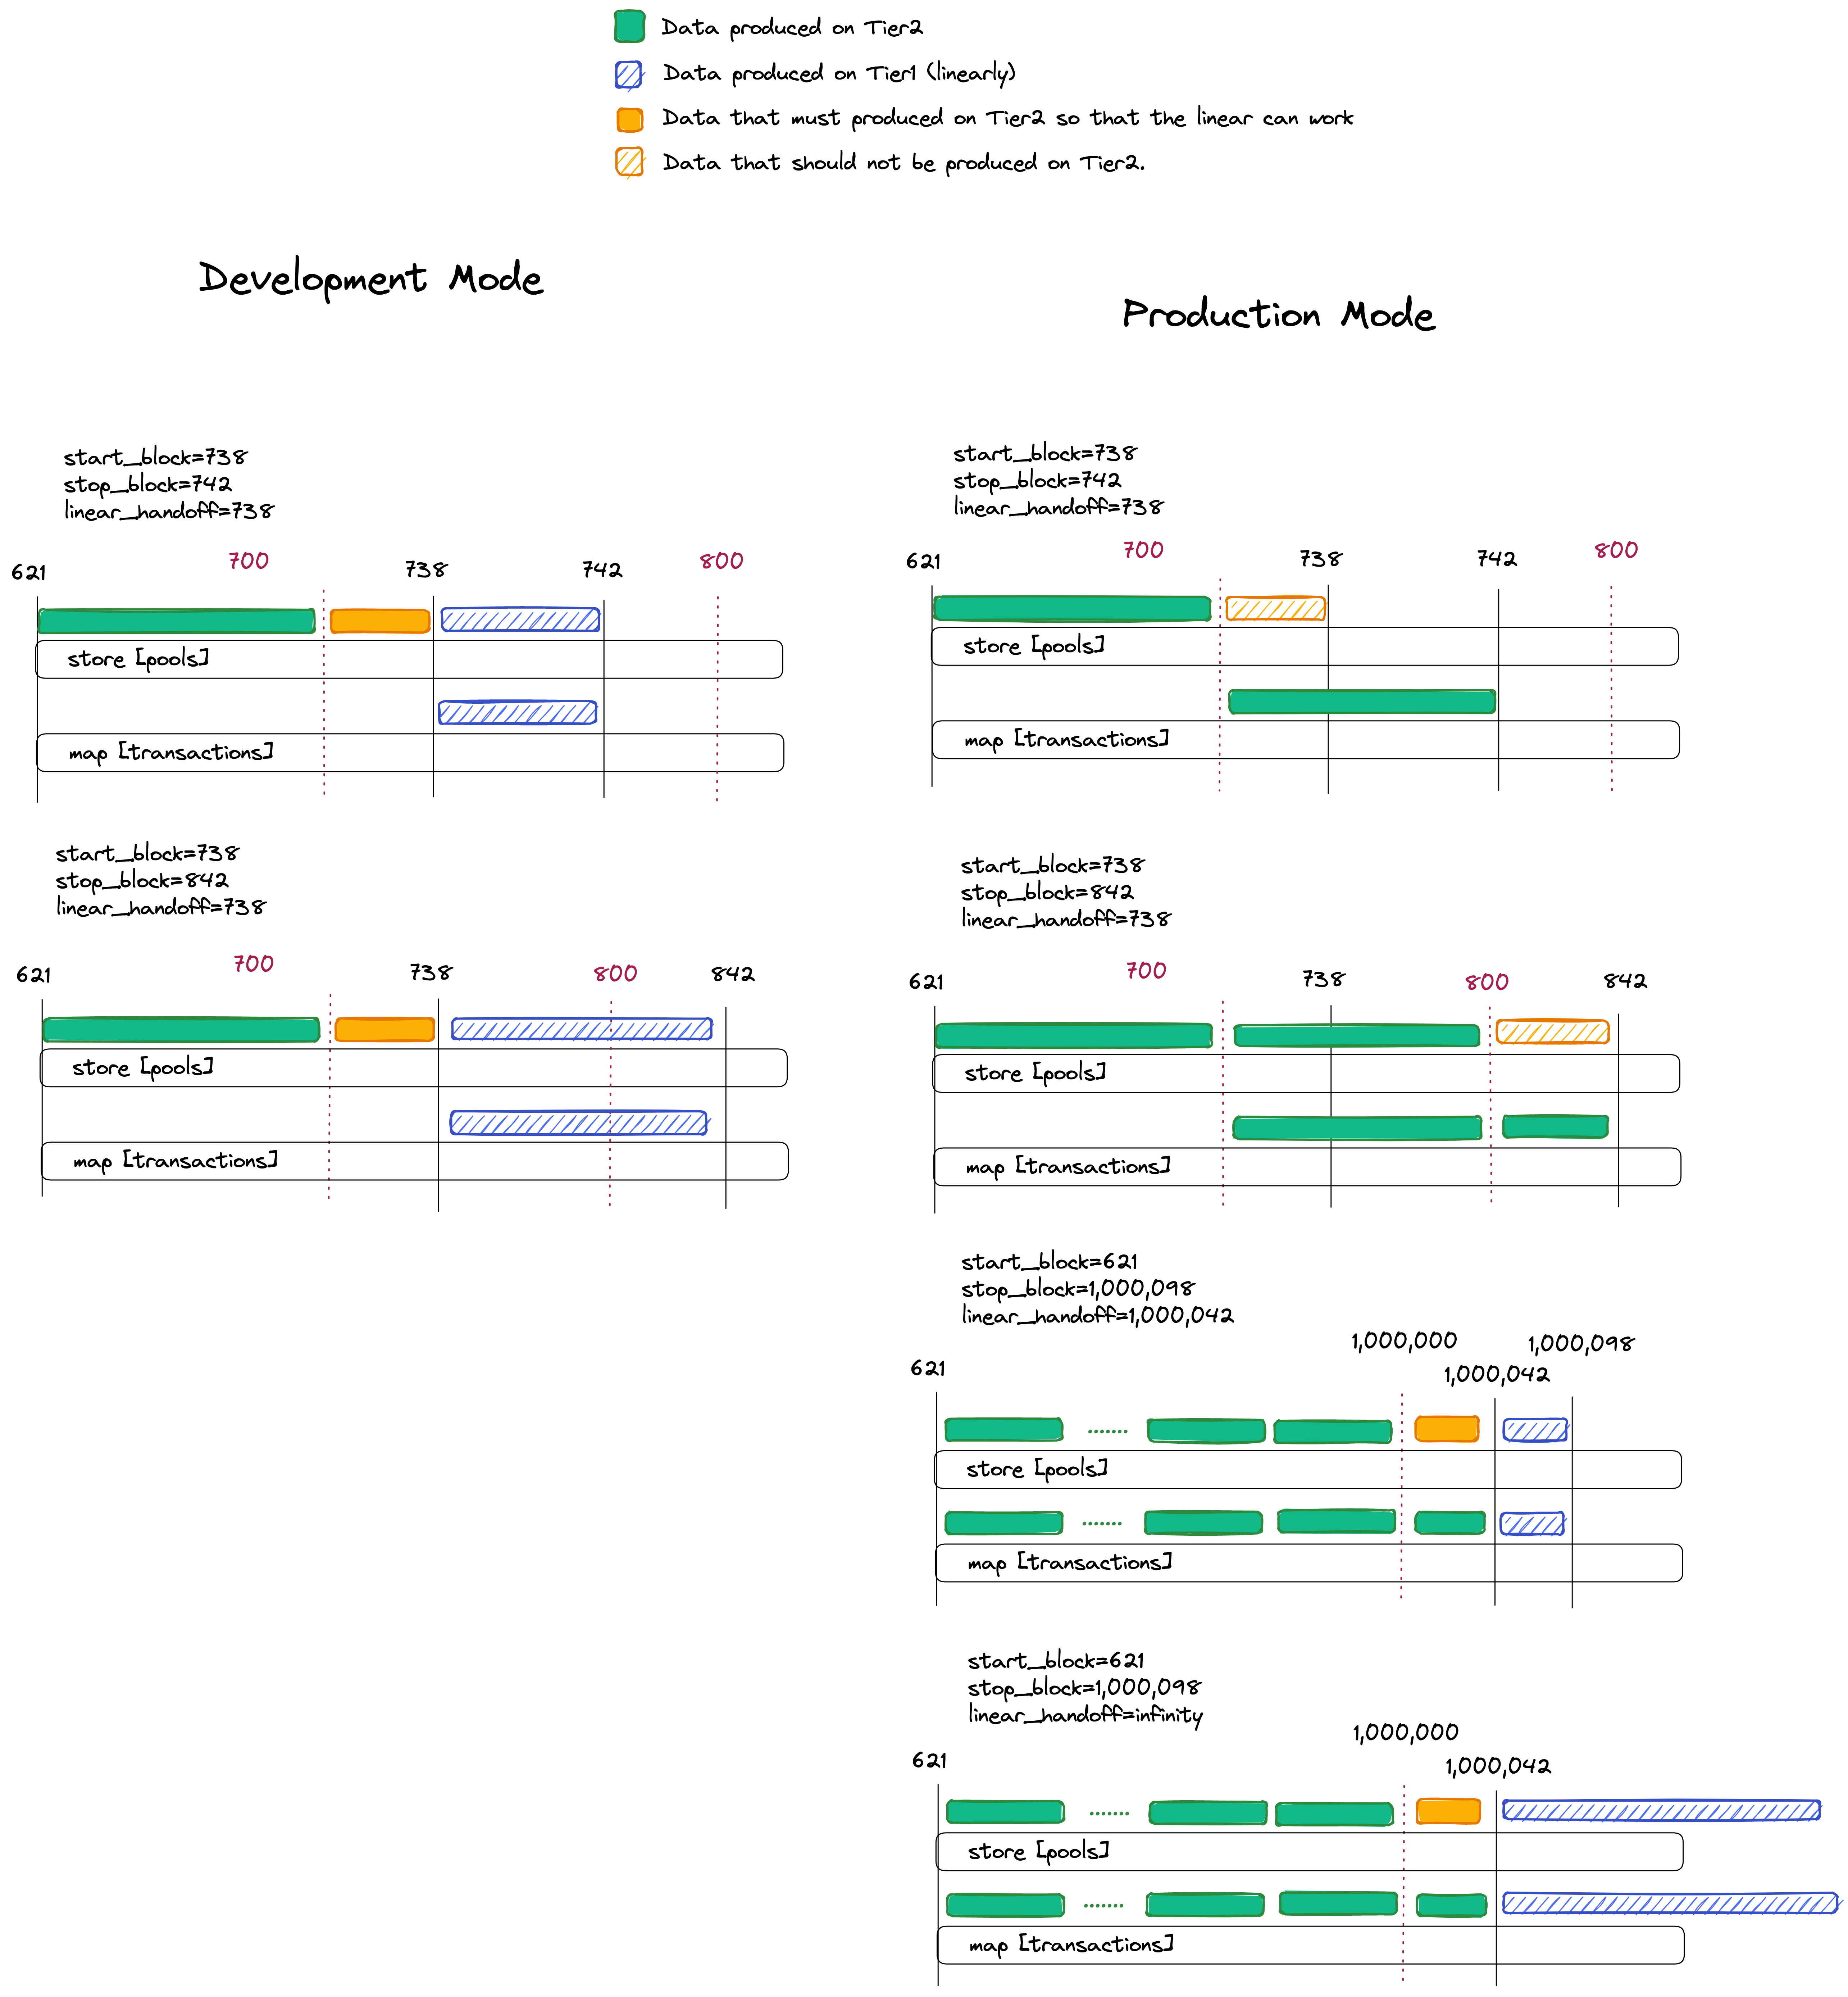 Data produced on Tier2
Data produced on Tier1 (linearly)
Data that must produced on Tier2 so that the linear can work
Data that should not be produced on Tier2.
Development Mode
start_block=738
stop_block=742
linear_handoff=738
621 700 738 742 800
store [pools]
map [transactions]
start_block=738
stop_block=842
linear_handoff=738
621 700 738 800 842
store [pools]
map [transactions]
Production Mode
start_block=738
stop_block=742
linear_handoff=738
621 700 738 742 800
store [pools]
map [transactions]
start_block=738
stop_block=842
linear_handoff=738
621 700 738 800 842
store [pools]
map [transactions]
start_block=621
stop_block=1,000,098
linear_handoff=1,000,042
1,000,000 1,000,098
621 1,000,042
store [pools]
map [transactions]
start_block=621
stop_block=1,000,098
linear_handoff=infinity
1,000,000
621 1,000,042
store [pools]
map [transactions]